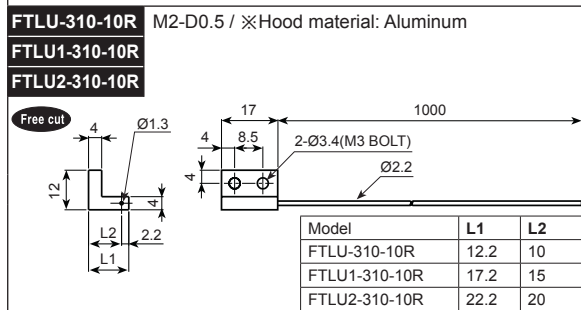 FTLU-310-10R M2-D0.5 / ※Hood material: Aluminum
FTLU1-310-10R
FTLU2-310-10R
Free cut
4
Ø1.3
12
4
L2
2.2
L1
17
1000
4
8.5
2-Ø3.4(M3 BOLT)
4
Ø2.2
Model L1 L2
FTLU-310-10R 12.2 10
FTLU1-310-10R 17.2 15
FTLU2-310-10R 22.2 20